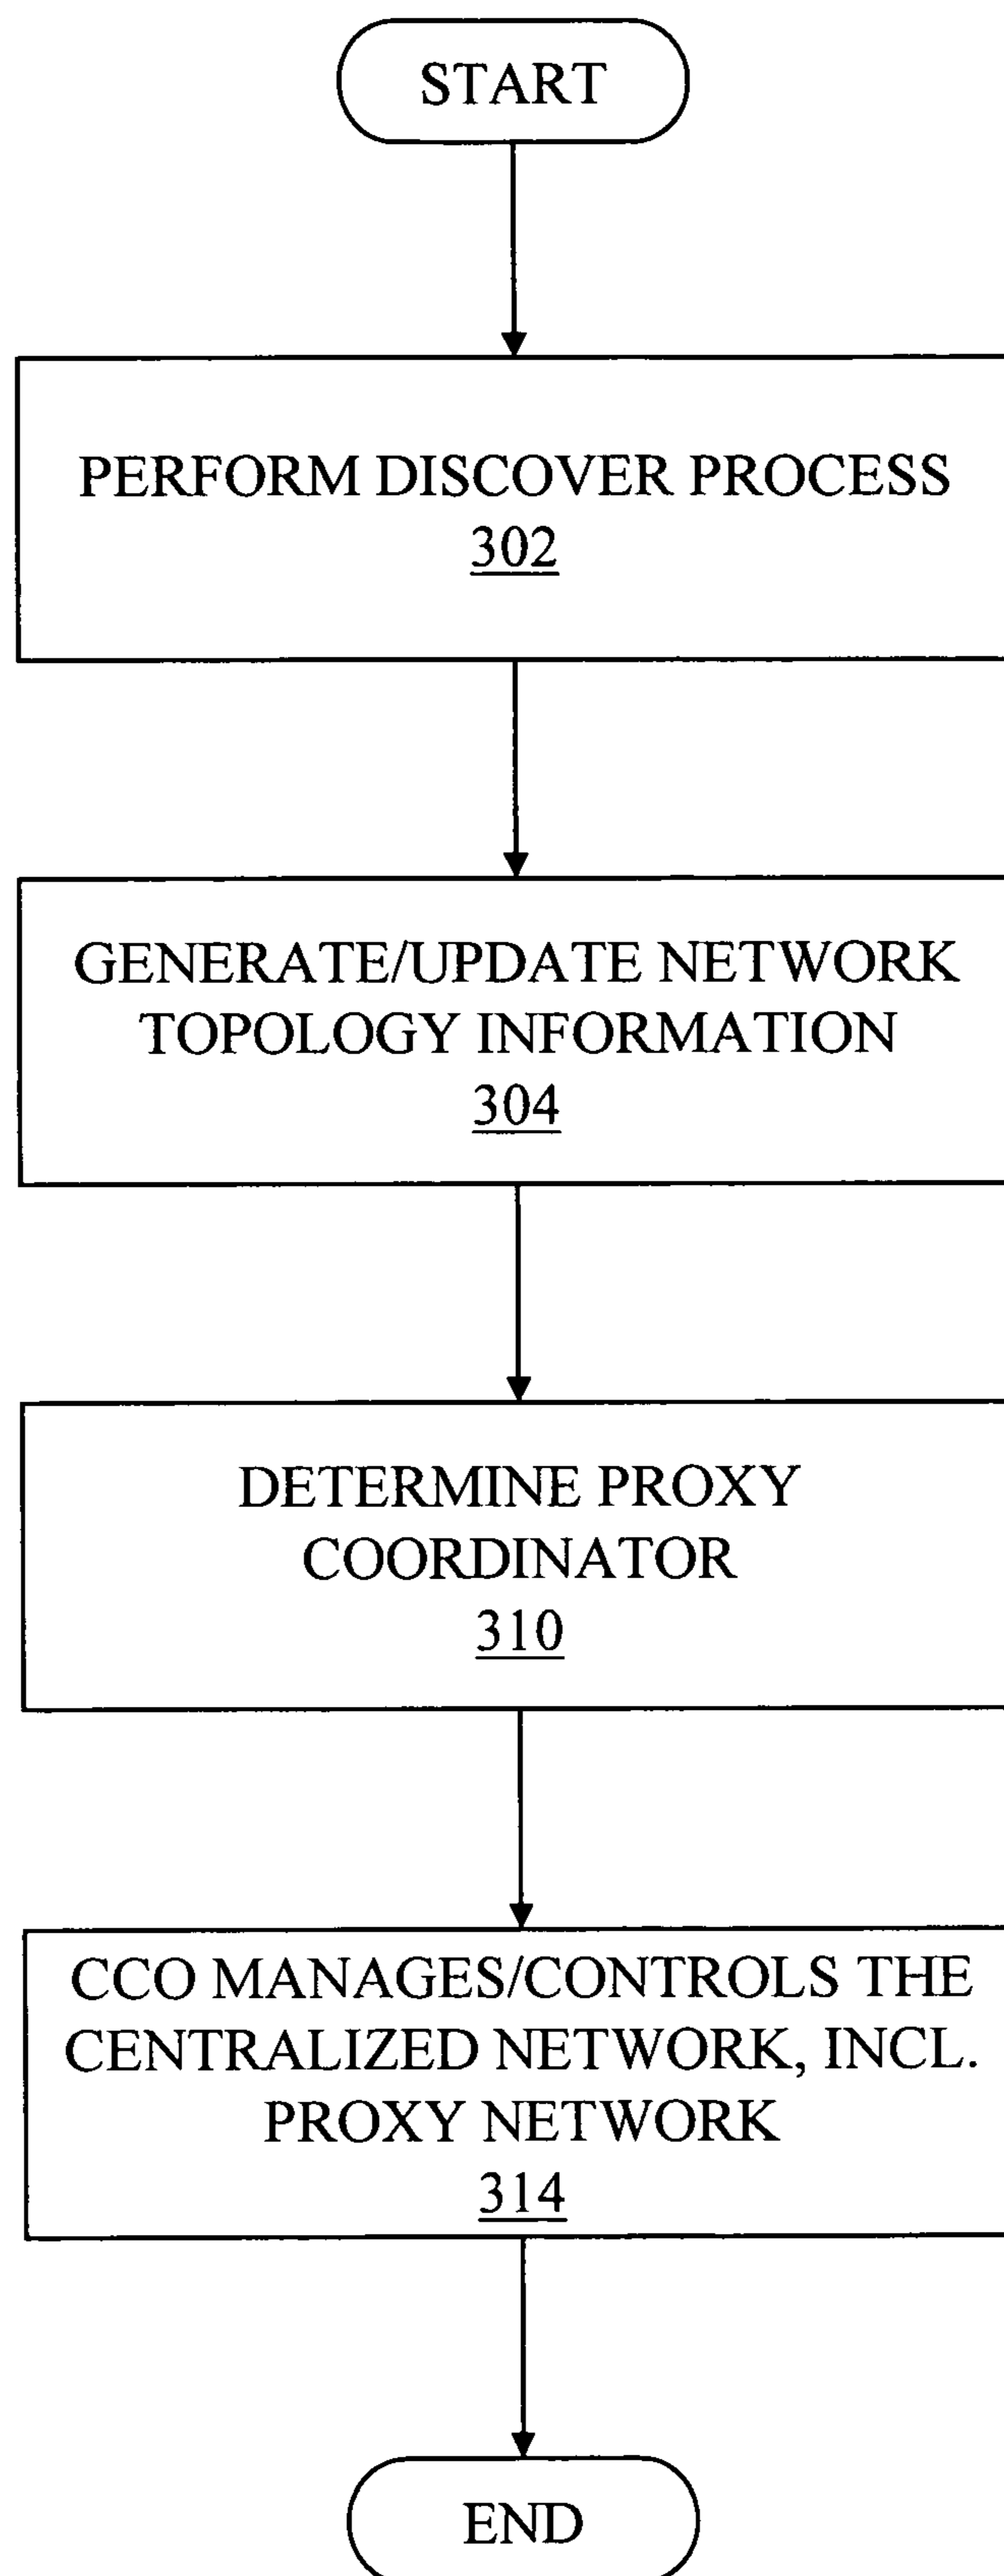 START
PERFORM DISCOVER PROCESS
302
GENERATE/UPDATE NETWORK
TOPOLOGY INFORMATION
304
DETERMINE PROXY
COORDINATOR
310
CCO MANAGES/CONTROLS THE
CENTRALIZED NETWORK, INCL.
PROXY NETWORK
314
END